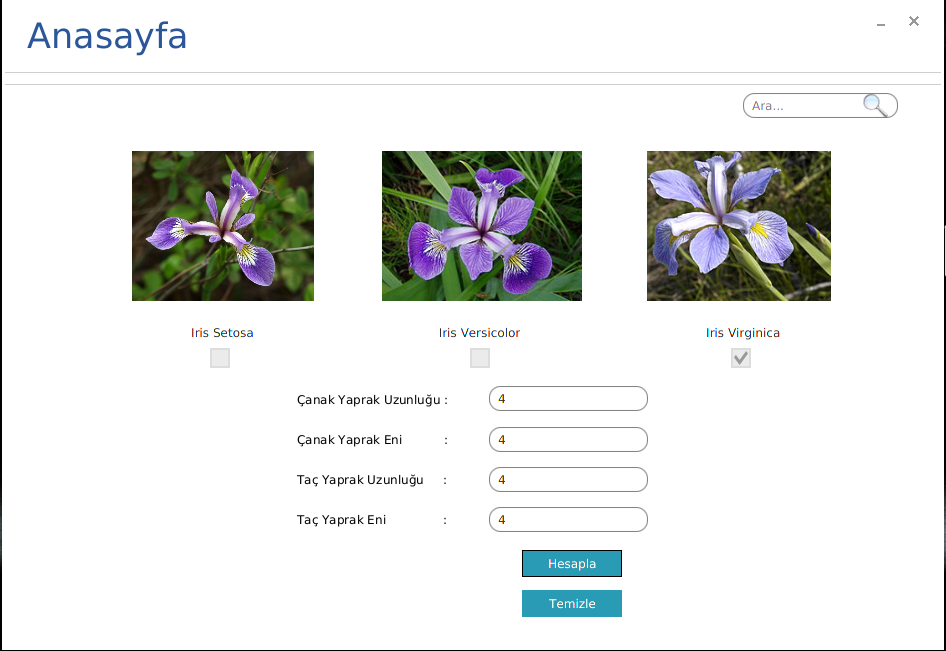 Anasayfa
Ara...
Iris Setosa
Iris Versicolor
Iris Virginica
Çanak Yaprak Uzunluğu : 4
Çanak Yaprak Eni : 4
Taç Yaprak Uzunluğu : 4
Taç Yaprak Eni : 4
Hesapla
Temizle